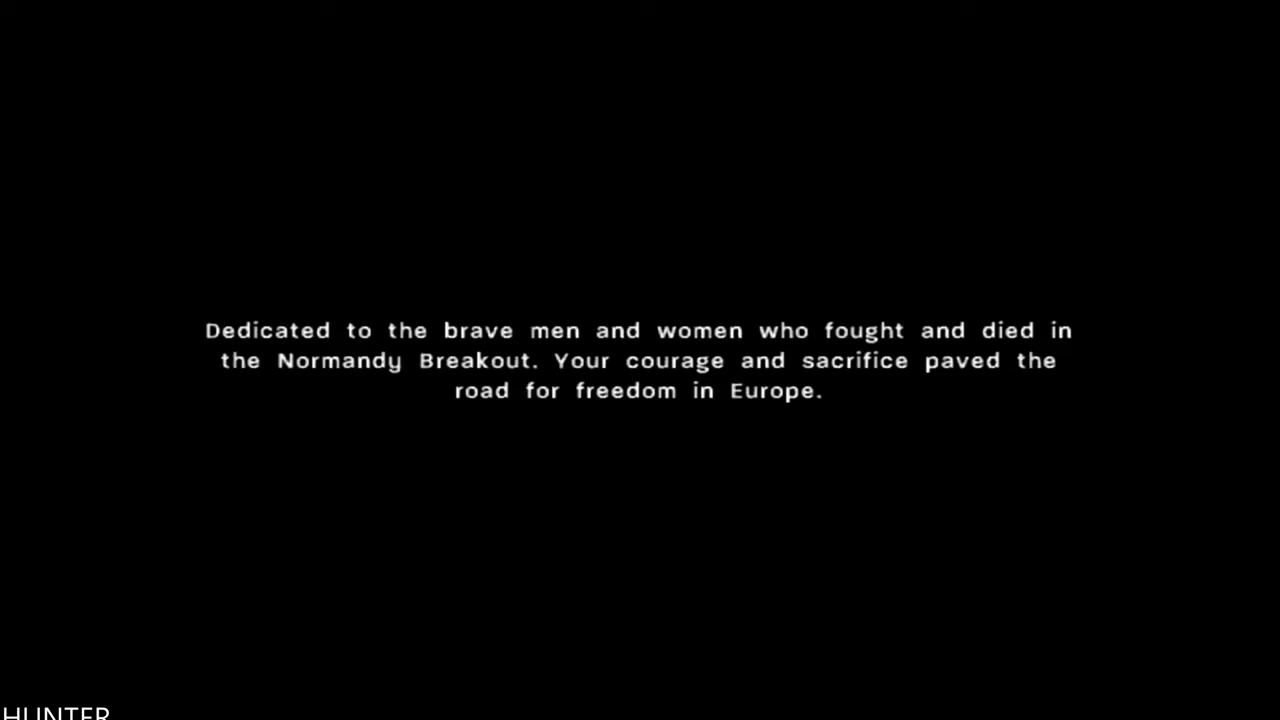 Dedicated to the brave men and women who fought and died in
the Normandy Breakout. Your courage and sacrifice paved the
road for freedom in Europe.
HUNTER